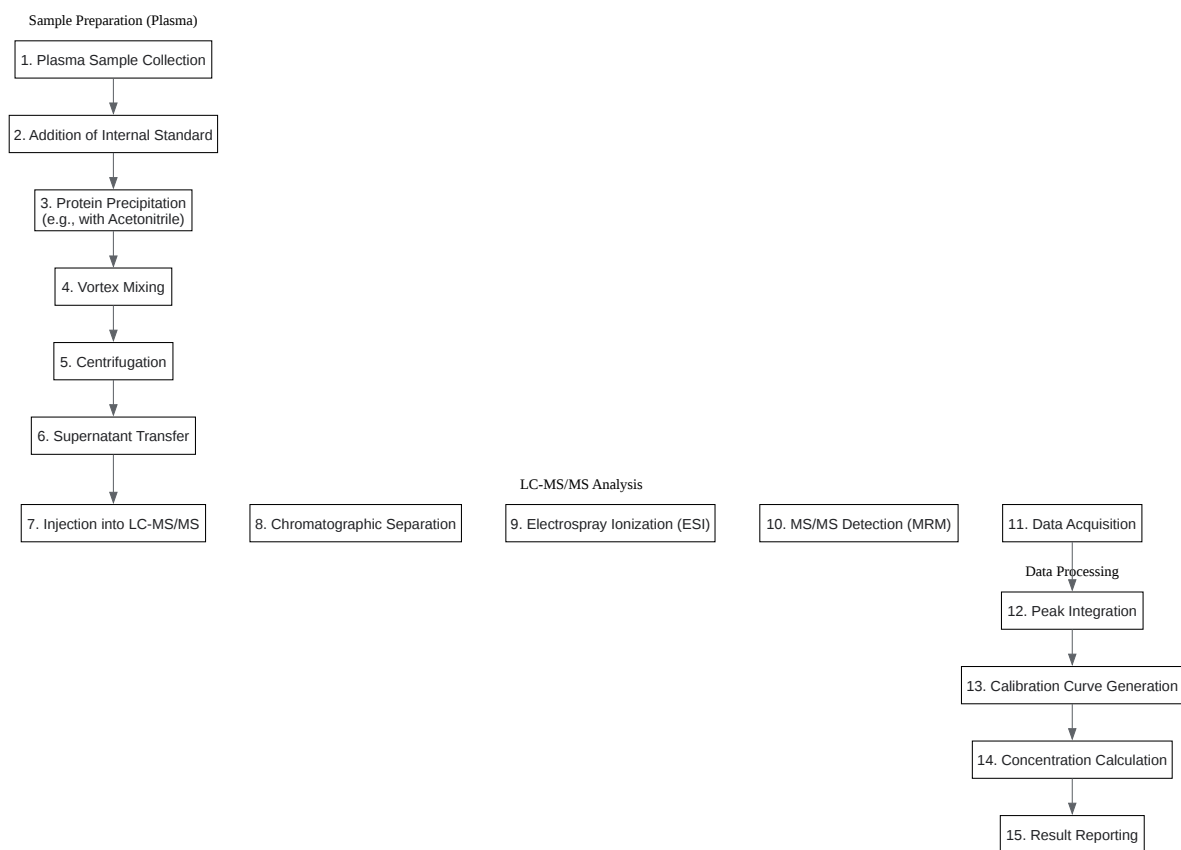 Sample Preparation (Plasma)
1. Plasma Sample Collection
2. Addition of Internal Standard
3. Protein Precipitation
(e.g., with Acetonitrile)
4. Vortex Mixing
5. Centrifugation
6. Supernatant Transfer
LC-MS/MS Analysis
7. Injection into LC-MS/MS
8. Chromatographic Separation
9. Electrospray Ionization (ESI)
10. MS/MS Detection (MRM)
11. Data Acquisition
Data Processing
12. Peak Integration
13. Calibration Curve Generation
14. Concentration Calculation
15. Result Reporting